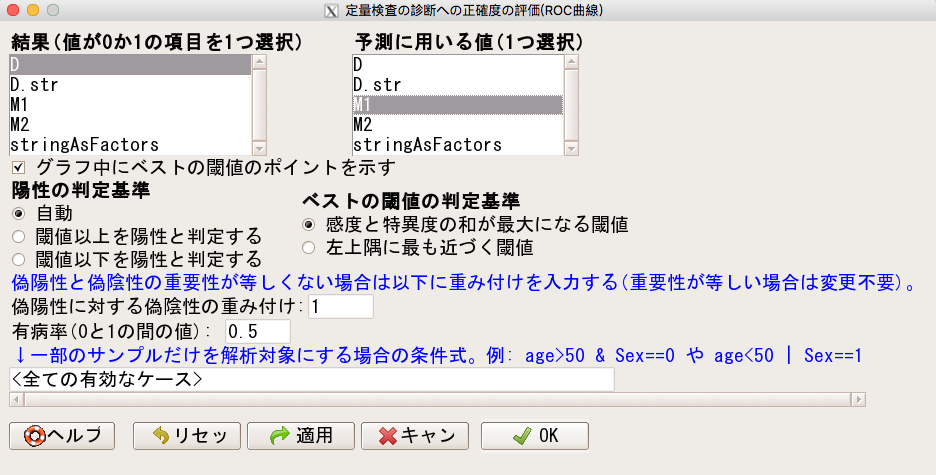 定量検査の診断への正確度の評価(ROC曲線)
結果(値が0か1の項目を1つ選択)
予測に用いる値(1つ選択)
D
D.str
M1
M2
stringAsFactors
D
D.str
M1
M2
stringAsFactors
グラフ中にベストの閾値のポイントを示す
陽性の判定基準
自動
閾値以上を陽性と判定する
閾値以下を陽性と判定する
ベストの閾値の判定基準
感度と特異度の和が最大になる閾値
左上隅に最も近づく閾値
偽陽性と偽陰性の重要性が等しくない場合は以下に重み付けを入力する(重要性が等しい場合は変更不要)。
偽陽性に対する偽陰性の重み付け: 1
有病率(0と1の間の値): 0.5
↓一部のサンプルだけを解析対象にする場合の条件式。例: age>50 & Sex==0 や age<50 | Sex==1
<全ての有効なケース>
ヘルプ
リセッ
適用
キャン
OK